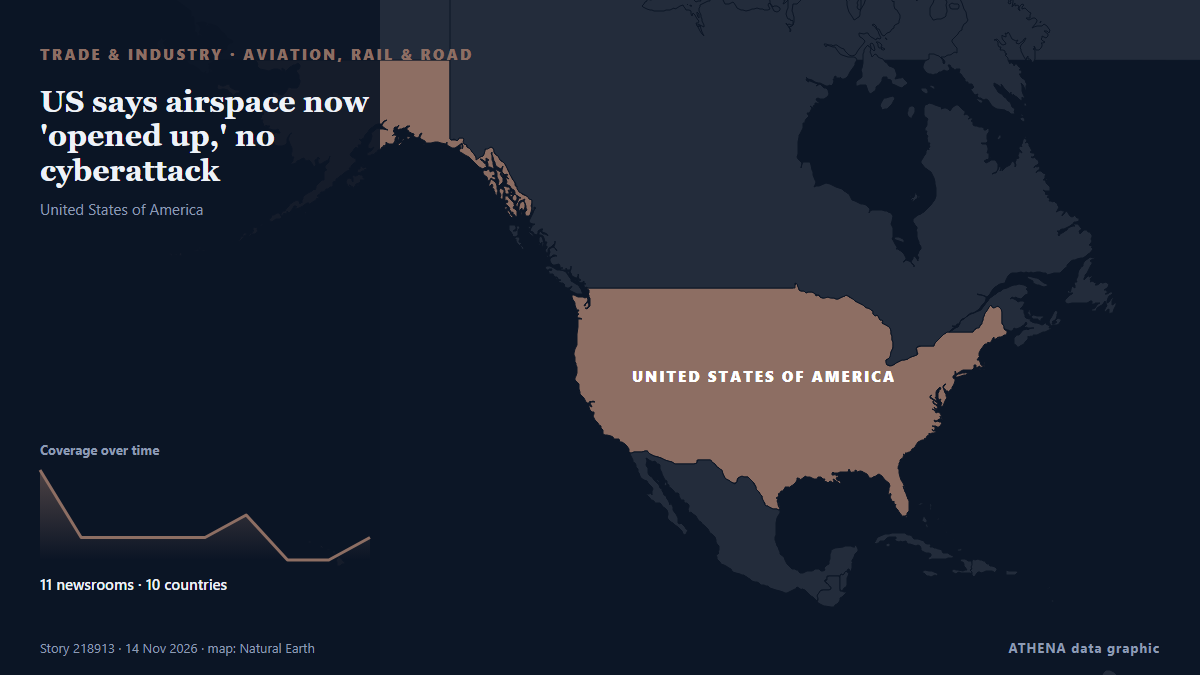 TRADE & INDUSTRY · AVIATION, RAIL & ROAD
US says airspace now
'opened up,' no
cyberattack
United States of America
UNITED STATES OF AMERICA
Coverage over time
11 newsrooms · 10 countries
Story 218913 · 14 Nov 2026 · map: Natural Earth
ATHENA data graphic